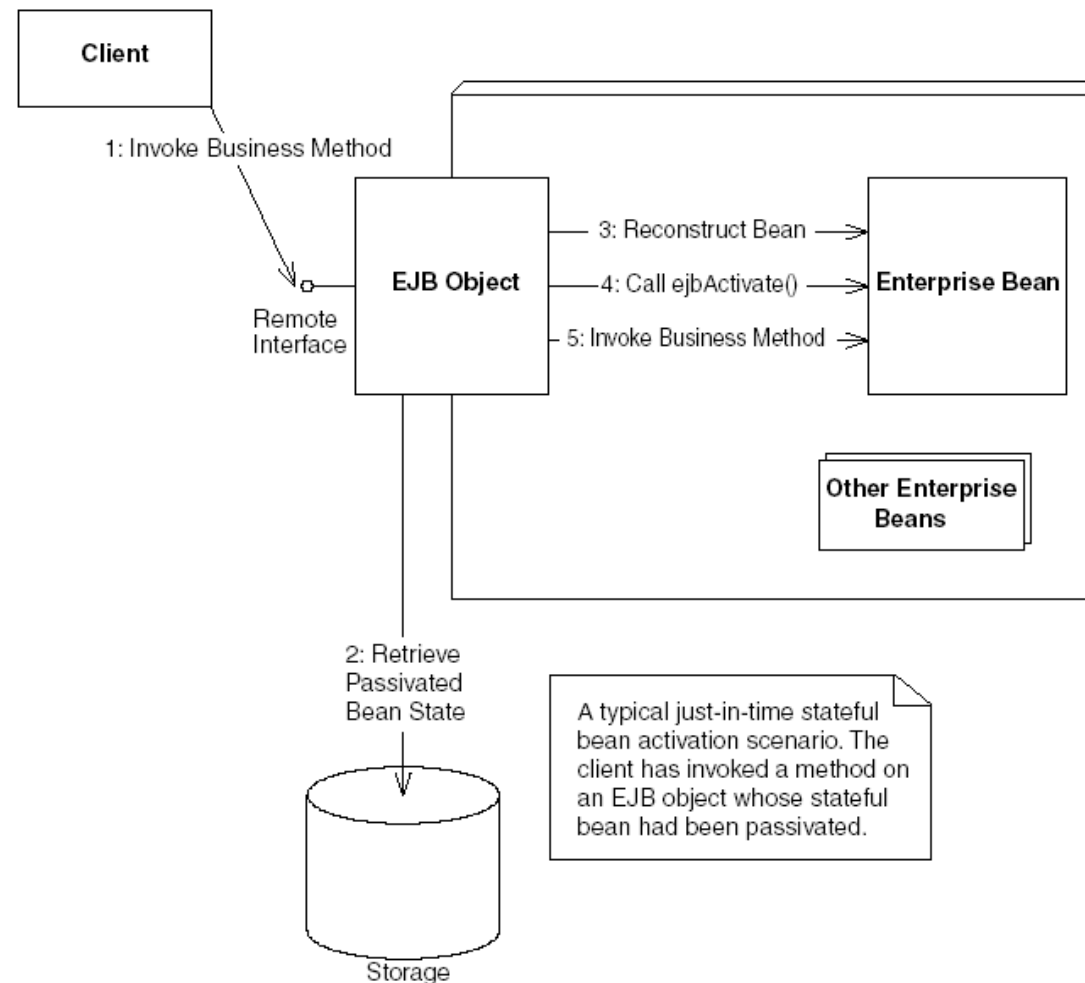 Client
1: Invoke Business Method
3: Reconstruct Bean
EJB Object
4: Call ejbActivate()
Enterprise Bean
Remote
Interface
5: Invoke Business Method
Other Enterprise
Beans
2: Retrieve
Passivated
Bean State
A typical just-in-time stateful
bean activation scenario. The
client has invoked a method on
an EJB object whose stateful
bean had been passivated.
Storage